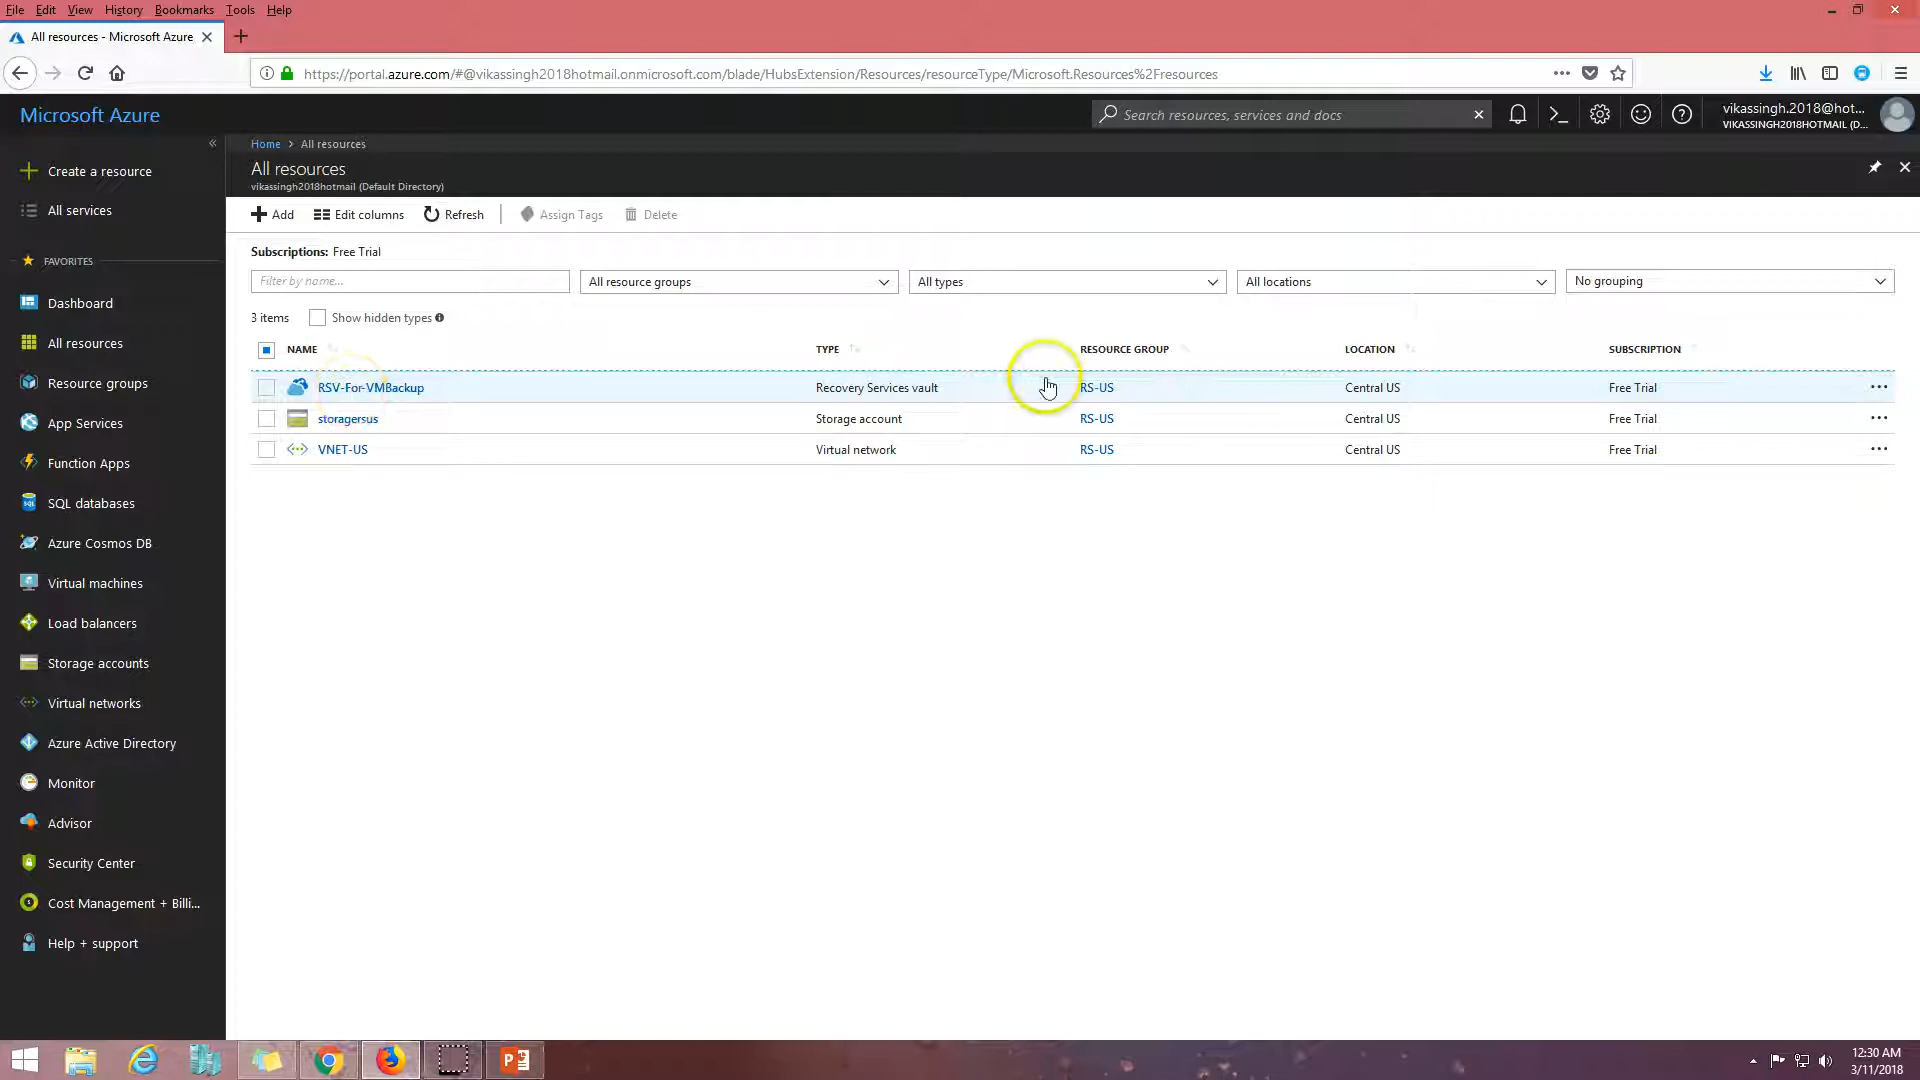 File Edit View History Bookmarks Tools Help
All resources - Microsoft Azure
https://portal.azure.com/#@vikassingh2018hotmail.onmicrosoft.com/blade/HubsExtension/Resources/resourceType/Microsoft.Resources%2Fresources
Microsoft Azure
Search resources, services and docs
vikassingh.2018@hot...
VIKASSINGH2018HOTMAIL (D...
Create a resource
All services
FAVORITES
Dashboard
All resources
Resource groups
App Services
Function Apps
SQL databases
Azure Cosmos DB
Virtual machines
Load balancers
Storage accounts
Virtual networks
Azure Active Directory
Monitor
Advisor
Security Center
Cost Management + Billi...
Help + support
Home > All resources
All resources
vikassingh2018hotmail (Default Directory)
Add Edit columns Refresh Assign Tags Delete
Subscriptions: Free Trial
Filter by name... All resource groups All types All locations No grouping
3 items Show hidden types
NAME TYPE RESOURCE GROUP LOCATION SUBSCRIPTION
RSV-For-VMBackup Recovery Services vault RS-US Central US Free Trial
storagersus Storage account RS-US Central US Free Trial
VNET-US Virtual network RS-US Central US Free Trial
12:30 AM
3/11/2018